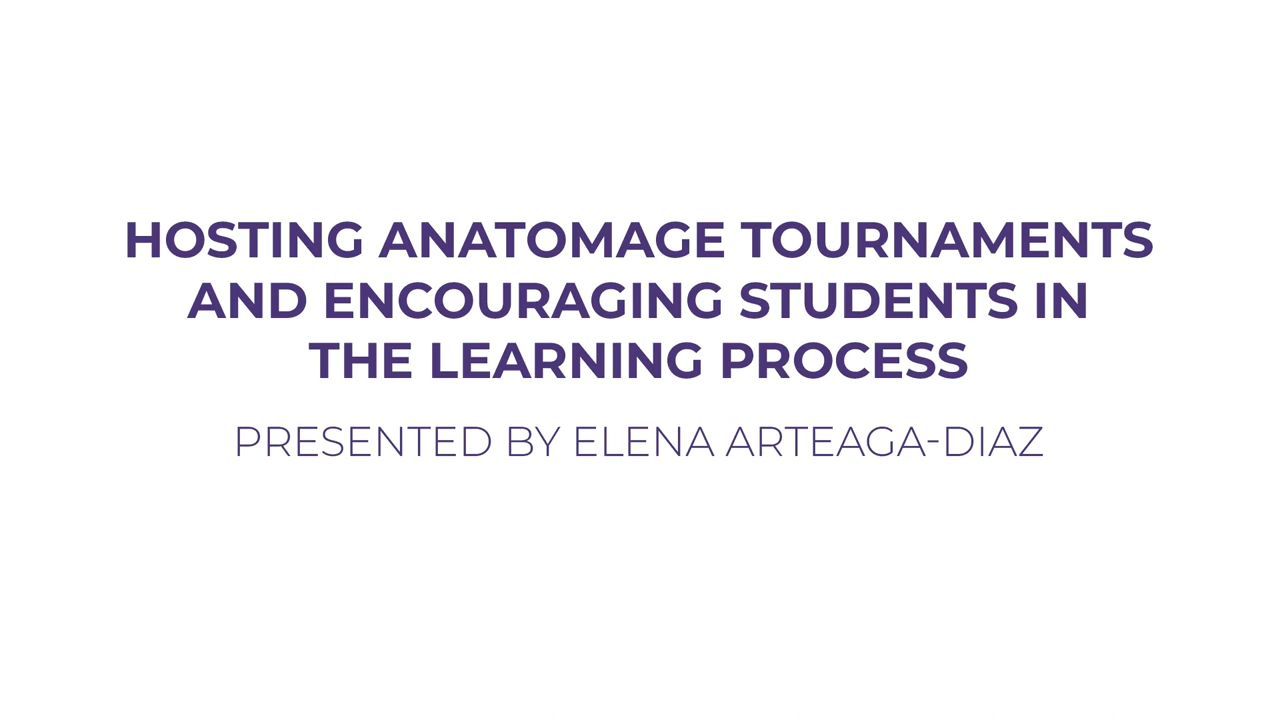 HOSTING ANATOMAGE TOURNAMENTS
AND ENCOURAGING STUDENTS IN
THE LEARNING PROCESS
PRESENTED BY ELENA ARTEAGA-DIAZ